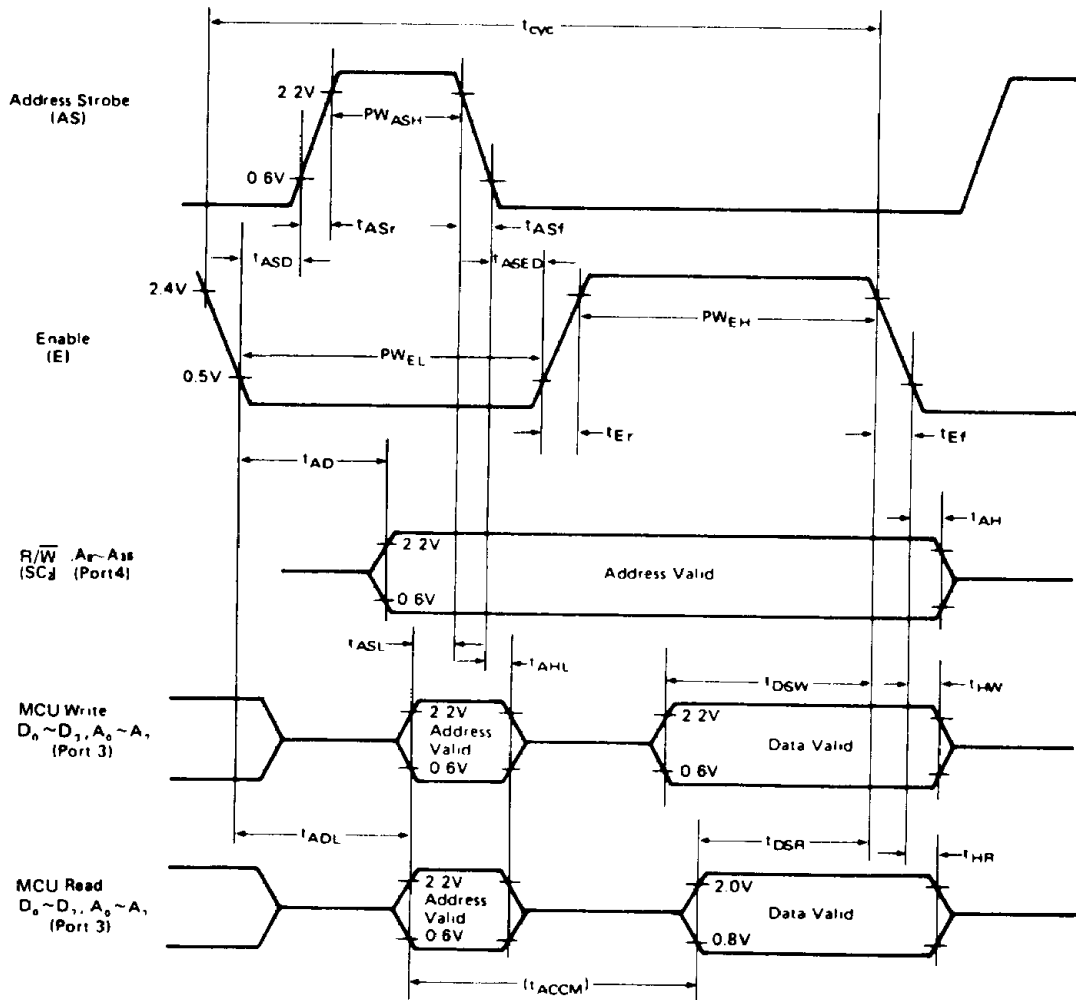 tcyc
Address Strobe
(AS)
2 2V
PWASH
0 6V
tASr
tASf
tASD
tASED
2.4V
Enable
(E)
PWEH
PWEL
0.5V
tEr
tEf
tAD
tAH
R/W̅ A8~A15
(SC2) (Port4)
2 2V
Address Valid
0 6V
tASL
tAHL
tDSW
tHW
MCU Write
D0~D7, A0~A7
(Port 3)
2 2V
Address
Valid
0 6V
2 2V
Data Valid
0 6V
tADL
tDSR
tHR
MCU Read
D0~D7, A0~A7
(Port 3)
2 2V
Address
Valid
0 6V
2.0V
Data Valid
0.8V
(tACCM)